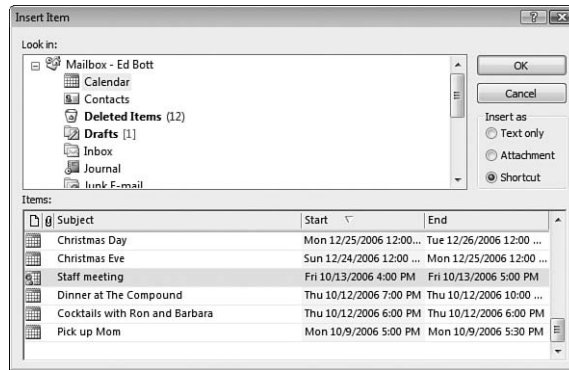 Insert Item
Look in:
Mailbox - Ed Bott
Calendar
Contacts
Deleted Items (12)
Drafts [1]
Inbox
Journal
Junk E-mail
OK
Cancel
Insert as
Text only
Attachment
Shortcut
Items:
Subject Start End
Christmas Day Mon 12/25/2006 12:00... Tue 12/26/2006 12:00 ...
Christmas Eve Sun 12/24/2006 12:00 ... Mon 12/25/2006 12:00 ...
Staff meeting Fri 10/13/2006 4:00 PM Fri 10/13/2006 5:00 PM
Dinner at The Compound Thu 10/12/2006 7:00 PM Thu 10/12/2006 10:00 ...
Cocktails with Ron and Barbara Thu 10/12/2006 6:00 PM Thu 10/12/2006 6:00 PM
Pick up Mom Mon 10/9/2006 5:00 PM Mon 10/9/2006 5:30 PM